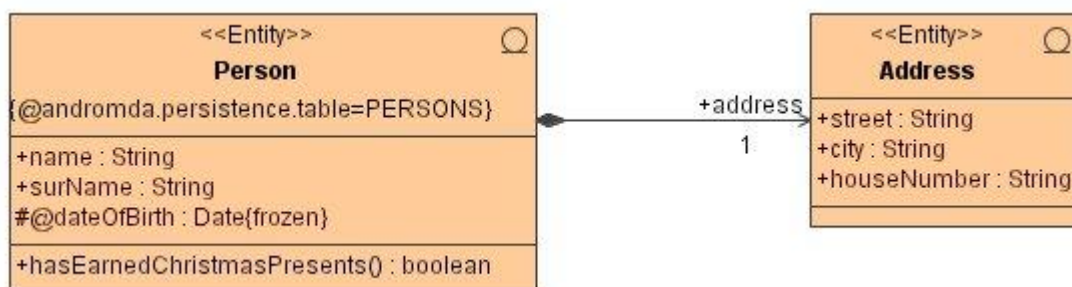 <<Entity>>
Person
{@andromda.persistence.table=PERSONS}
+name : String
+surName : String
#@dateOfBirth : Date{frozen}
+hasEarnedChristmasPresents() : boolean
+address
1
<<Entity>>
Address
+street : String
+city : String
+houseNumber : String